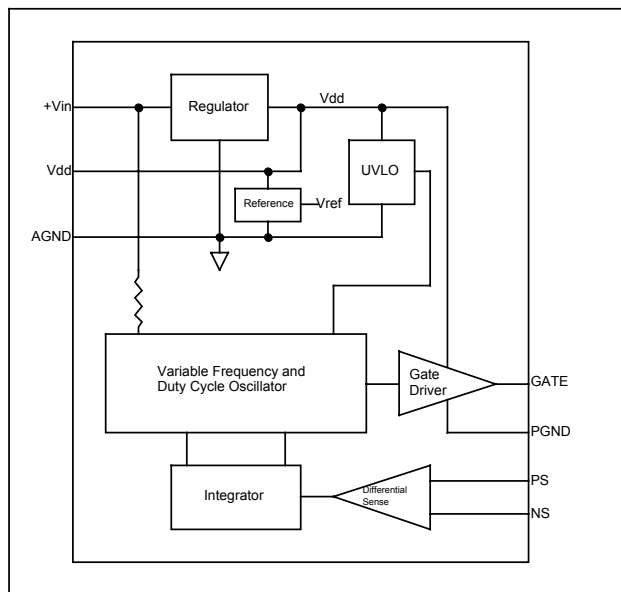 +Vin
Regulator
Vdd
Vdd
UVLO
Reference
Vref
AGND
Variable Frequency and
Duty Cycle Oscillator
Gate
Driver
GATE
PGND
Integrator
Differential
Sense
PS
NS